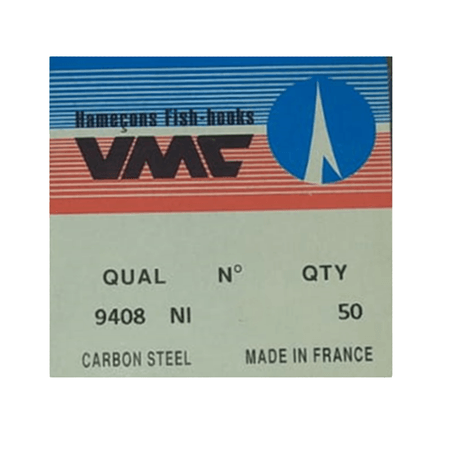 Hameçons Fish-hooks
VMC
QUAL N° QTY
9408 NI 50
CARBON STEEL MADE IN FRANCE